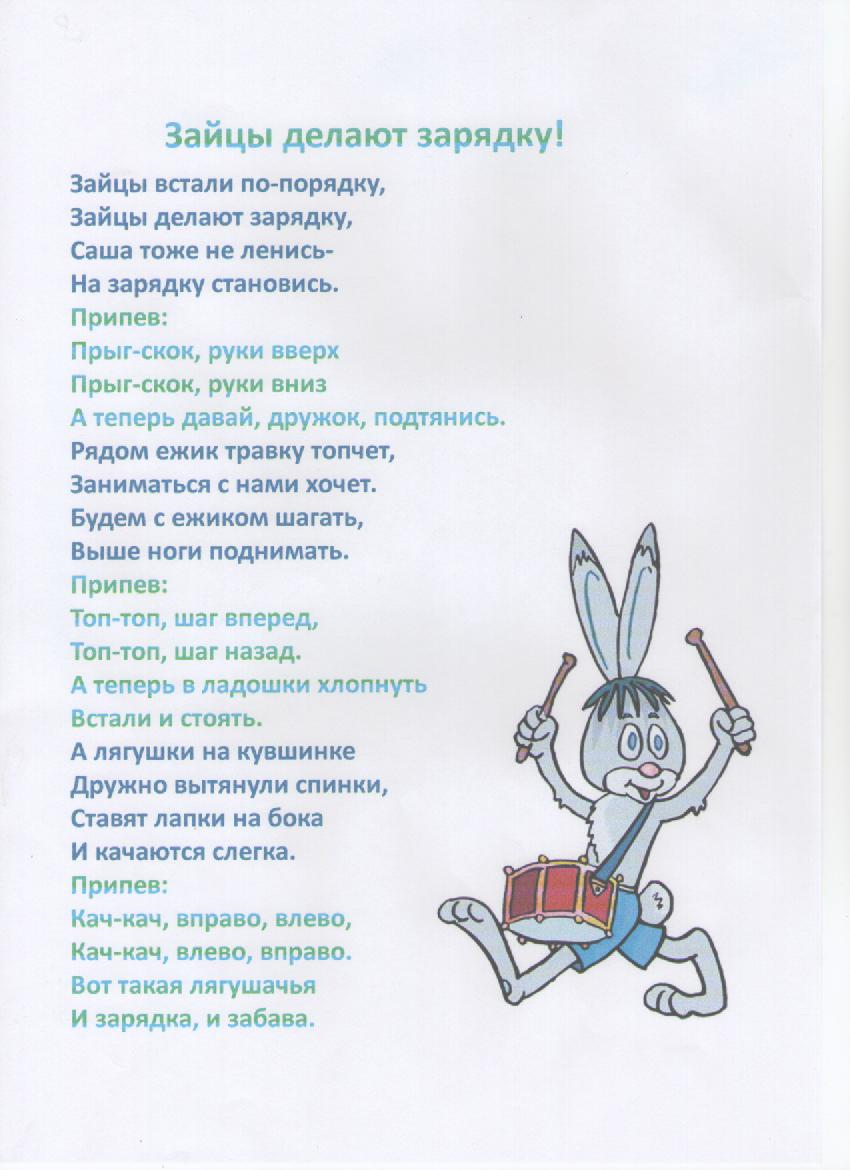 Зайцы делают зарядку!
Зайцы встали по-порядку,
Зайцы делают зарядку,
Саша тоже не ленись-
На зарядку становись.
Припев:
Прыг-скок, руки вверх
Прыг-скок, руки вниз
А теперь давай, дружок, подтянись.
Рядом ежик травку топчет,
Заниматься с нами хочет.
Будем с ежиком шагать,
Выше ноги поднимать.
Припев:
Топ-топ, шаг вперед,
Топ-топ, шаг назад.
А теперь в ладошки хлопнуть
Встали и стоять.
А лягушки на кувшинке
Дружно вытянули спинки,
Ставят лапки на бока
И качаются слегка.
Припев:
Кач-кач, вправо, влево,
Кач-кач, влево, вправо.
Вот такая лягушачья
И зарядка, и забава.